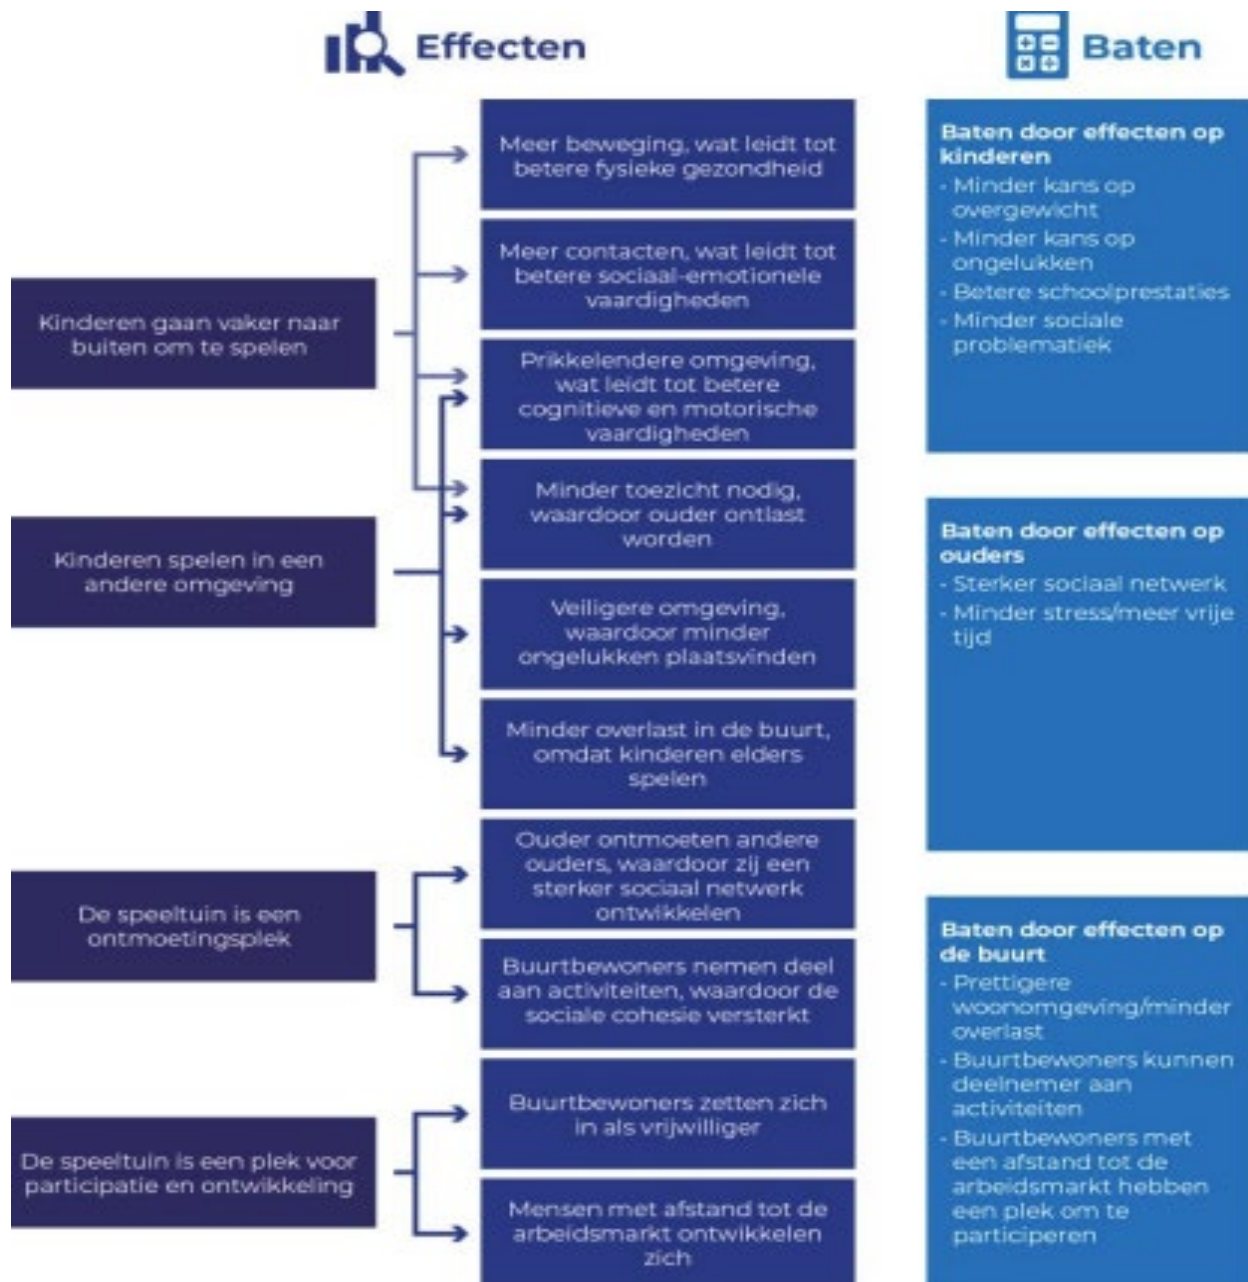 Effecten
Baten
Kinderen gaan vaker naar
buiten om te spelen
Kinderen spelen in een
andere omgeving
De speeltuin is een
ontmoetingsplek
De speeltuin is een plek voor
participatie en ontwikkeling
Meer beweging, wat leidt tot
betere fysieke gezondheid
Meer contacten, wat leidt tot
betere sociaal-emotionele
vaardigheden
Prikkelendere omgeving,
wat leidt tot betere
cognitieve en motorische
vaardigheden
Minder toezicht nodig,
waardoor ouder ontlast
worden
Veiligere omgeving,
waardoor minder
ongelukken plaatsvinden
Minder overlast in de buurt,
omdat kinderen elders
spelen
Ouder ontmoeten andere
ouders, waardoor zij een
sterker sociaal netwerk
ontwikkelen
Buurtbewoners nemen deel
aan activiteiten, waardoor de
sociale cohesie versterkt
Buurtbewoners zetten zich
in als vrijwilliger
Mensen met afstand tot de
arbeidsmarkt ontwikkelen
zich
Baten door effecten op
kinderen
- Minder kans op
overgewicht
- Minder kans op
ongelukken
- Betere schoolprestaties
- Minder sociale
problematiek
Baten door effecten op
ouders
- Sterker sociaal netwerk
- Minder stress/meer vrije
tijd
Baten door effecten op
de buurt
- Prettigere
woonomgeving/minder
overlast
- Buurtbewoners kunnen
deelnemer aan
activiteiten
- Buurtbewoners met
een afstand tot de
arbeidsmarkt hebben
een plek om te
participeren